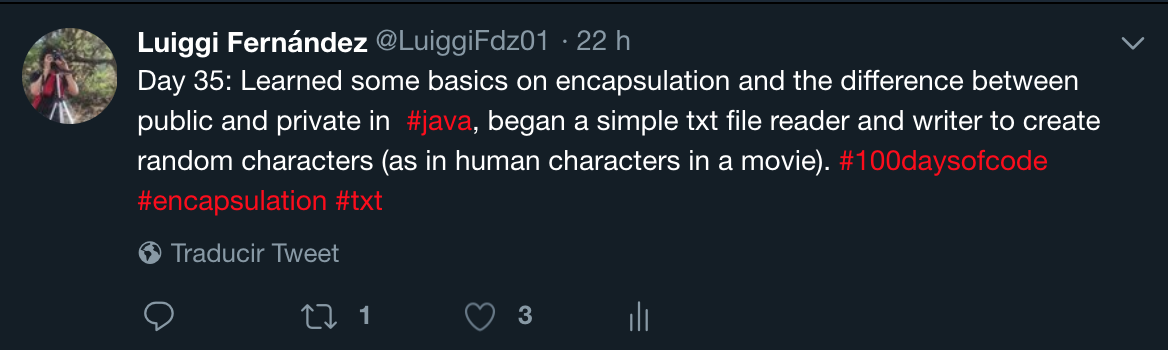 Luiggi Fernández @LuiggiFdz01 · 22 h
Day 35: Learned some basics on encapsulation and the difference between
public and private in #java, began a simple txt file reader and writer to create
random characters (as in human characters in a movie). #100daysofcode
#encapsulation #txt
Traducir Tweet
1 3